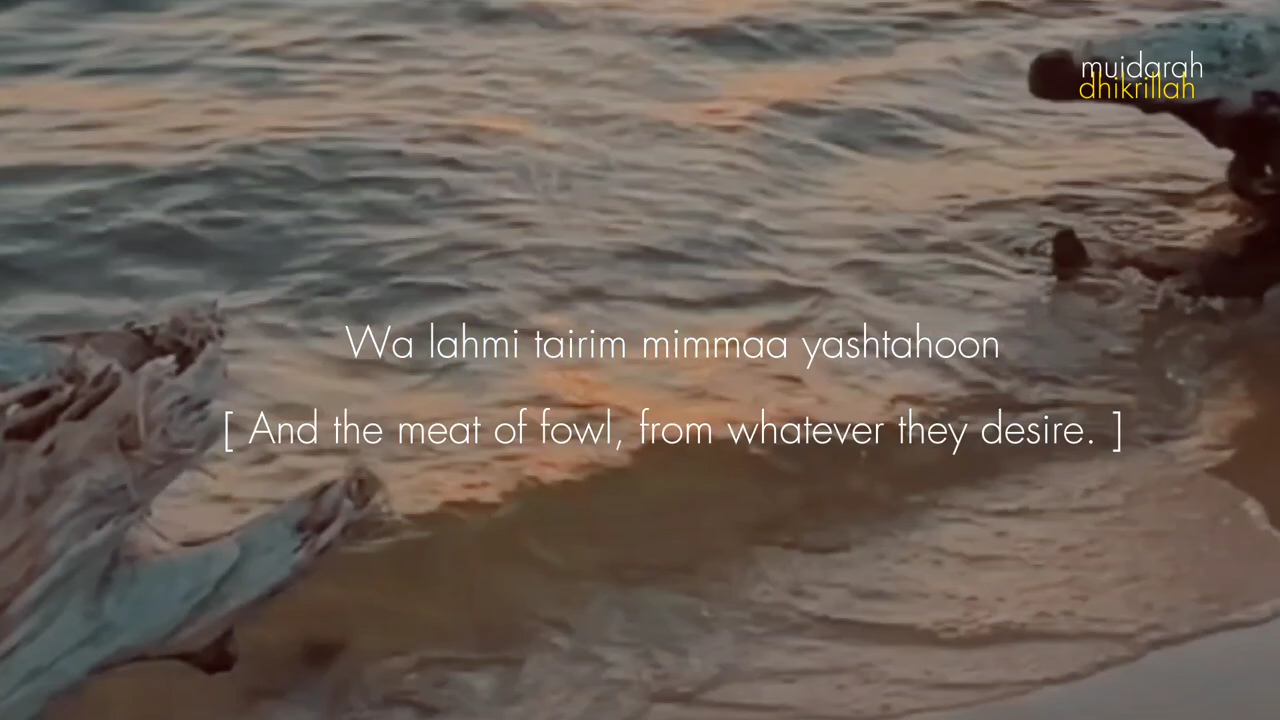 muidarah
dhikrillah
Wa lahmi tairim mimmaa yashtahoon
[ And the meat of fowl, from whatever they desire. ]